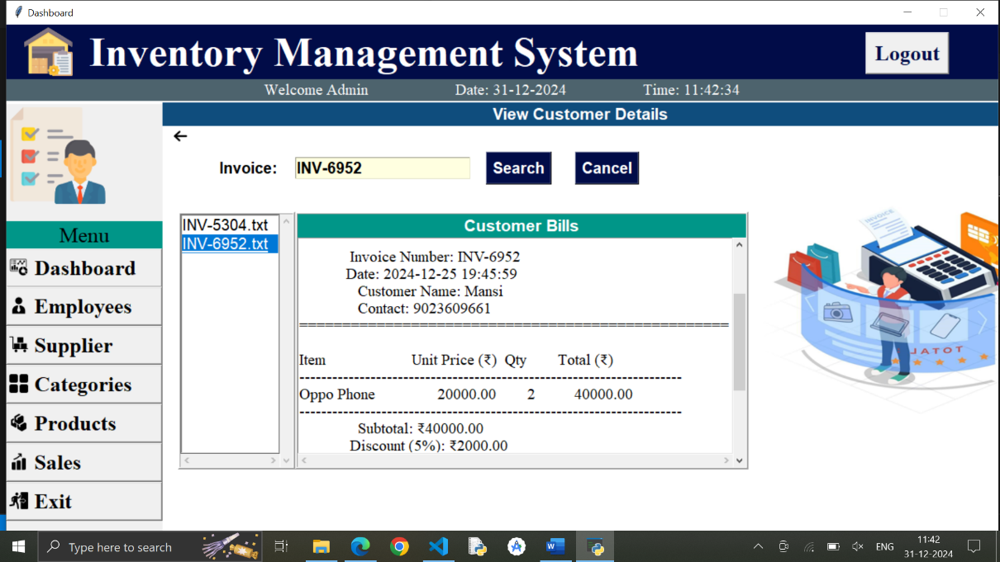 Dashboard
Inventory Management System
Logout
Welcome Admin Date: 31-12-2024 Time: 11:42:34
View Customer Details
Invoice: INV-6952 Search Cancel
Menu
Dashboard
Employees
Supplier
Categories
Products
Sales
Exit
INV-5304.txt
INV-6952.txt
Customer Bills
Invoice Number: INV-6952
Date: 2024-12-25 19:45:59
Customer Name: Mansi
Contact: 9023609661
==================================================
Item Unit Price (₹) Qty Total (₹)
Oppo Phone 20000.00 2 40000.00
Subtotal: ₹40000.00
Discount (5%): ₹2000.00
INVOICE
TOTAL
Type here to search
ENG
11:42
31-12-2024